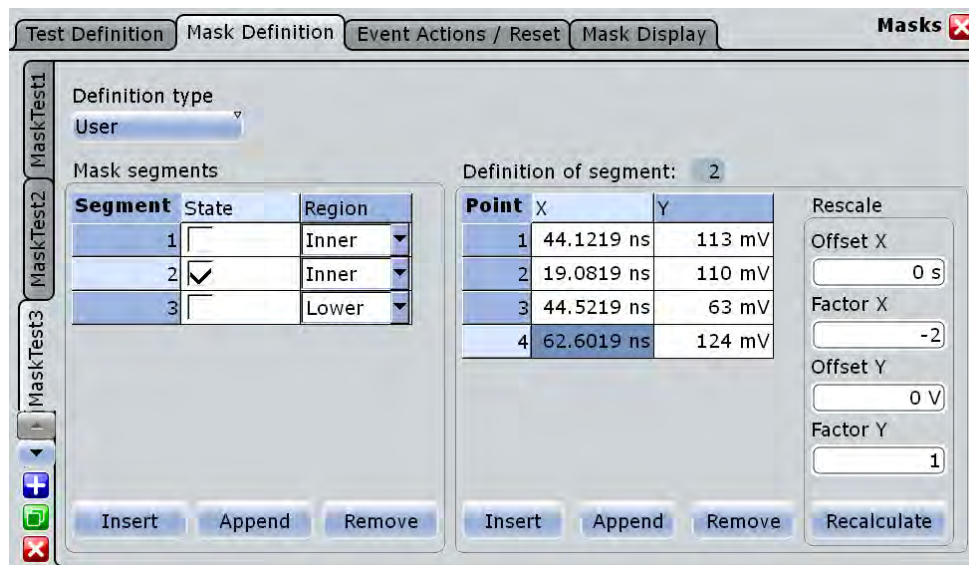 Test Definition Mask Definition Event Actions / Reset Mask Display Masks
MaskTest1
MaskTest2
MaskTest3
Definition type
User
Mask segments
Segment State Region
1 Inner
2 Inner
3 Lower
Insert Append Remove
Definition of segment: 2
Point X Y
1 44.1219 ns 113 mV
2 19.0819 ns 110 mV
3 44.5219 ns 63 mV
4 62.6019 ns 124 mV
Insert Append Remove
Rescale
Offset X
0 s
Factor X
-2
Offset Y
0 V
Factor Y
1
Recalculate